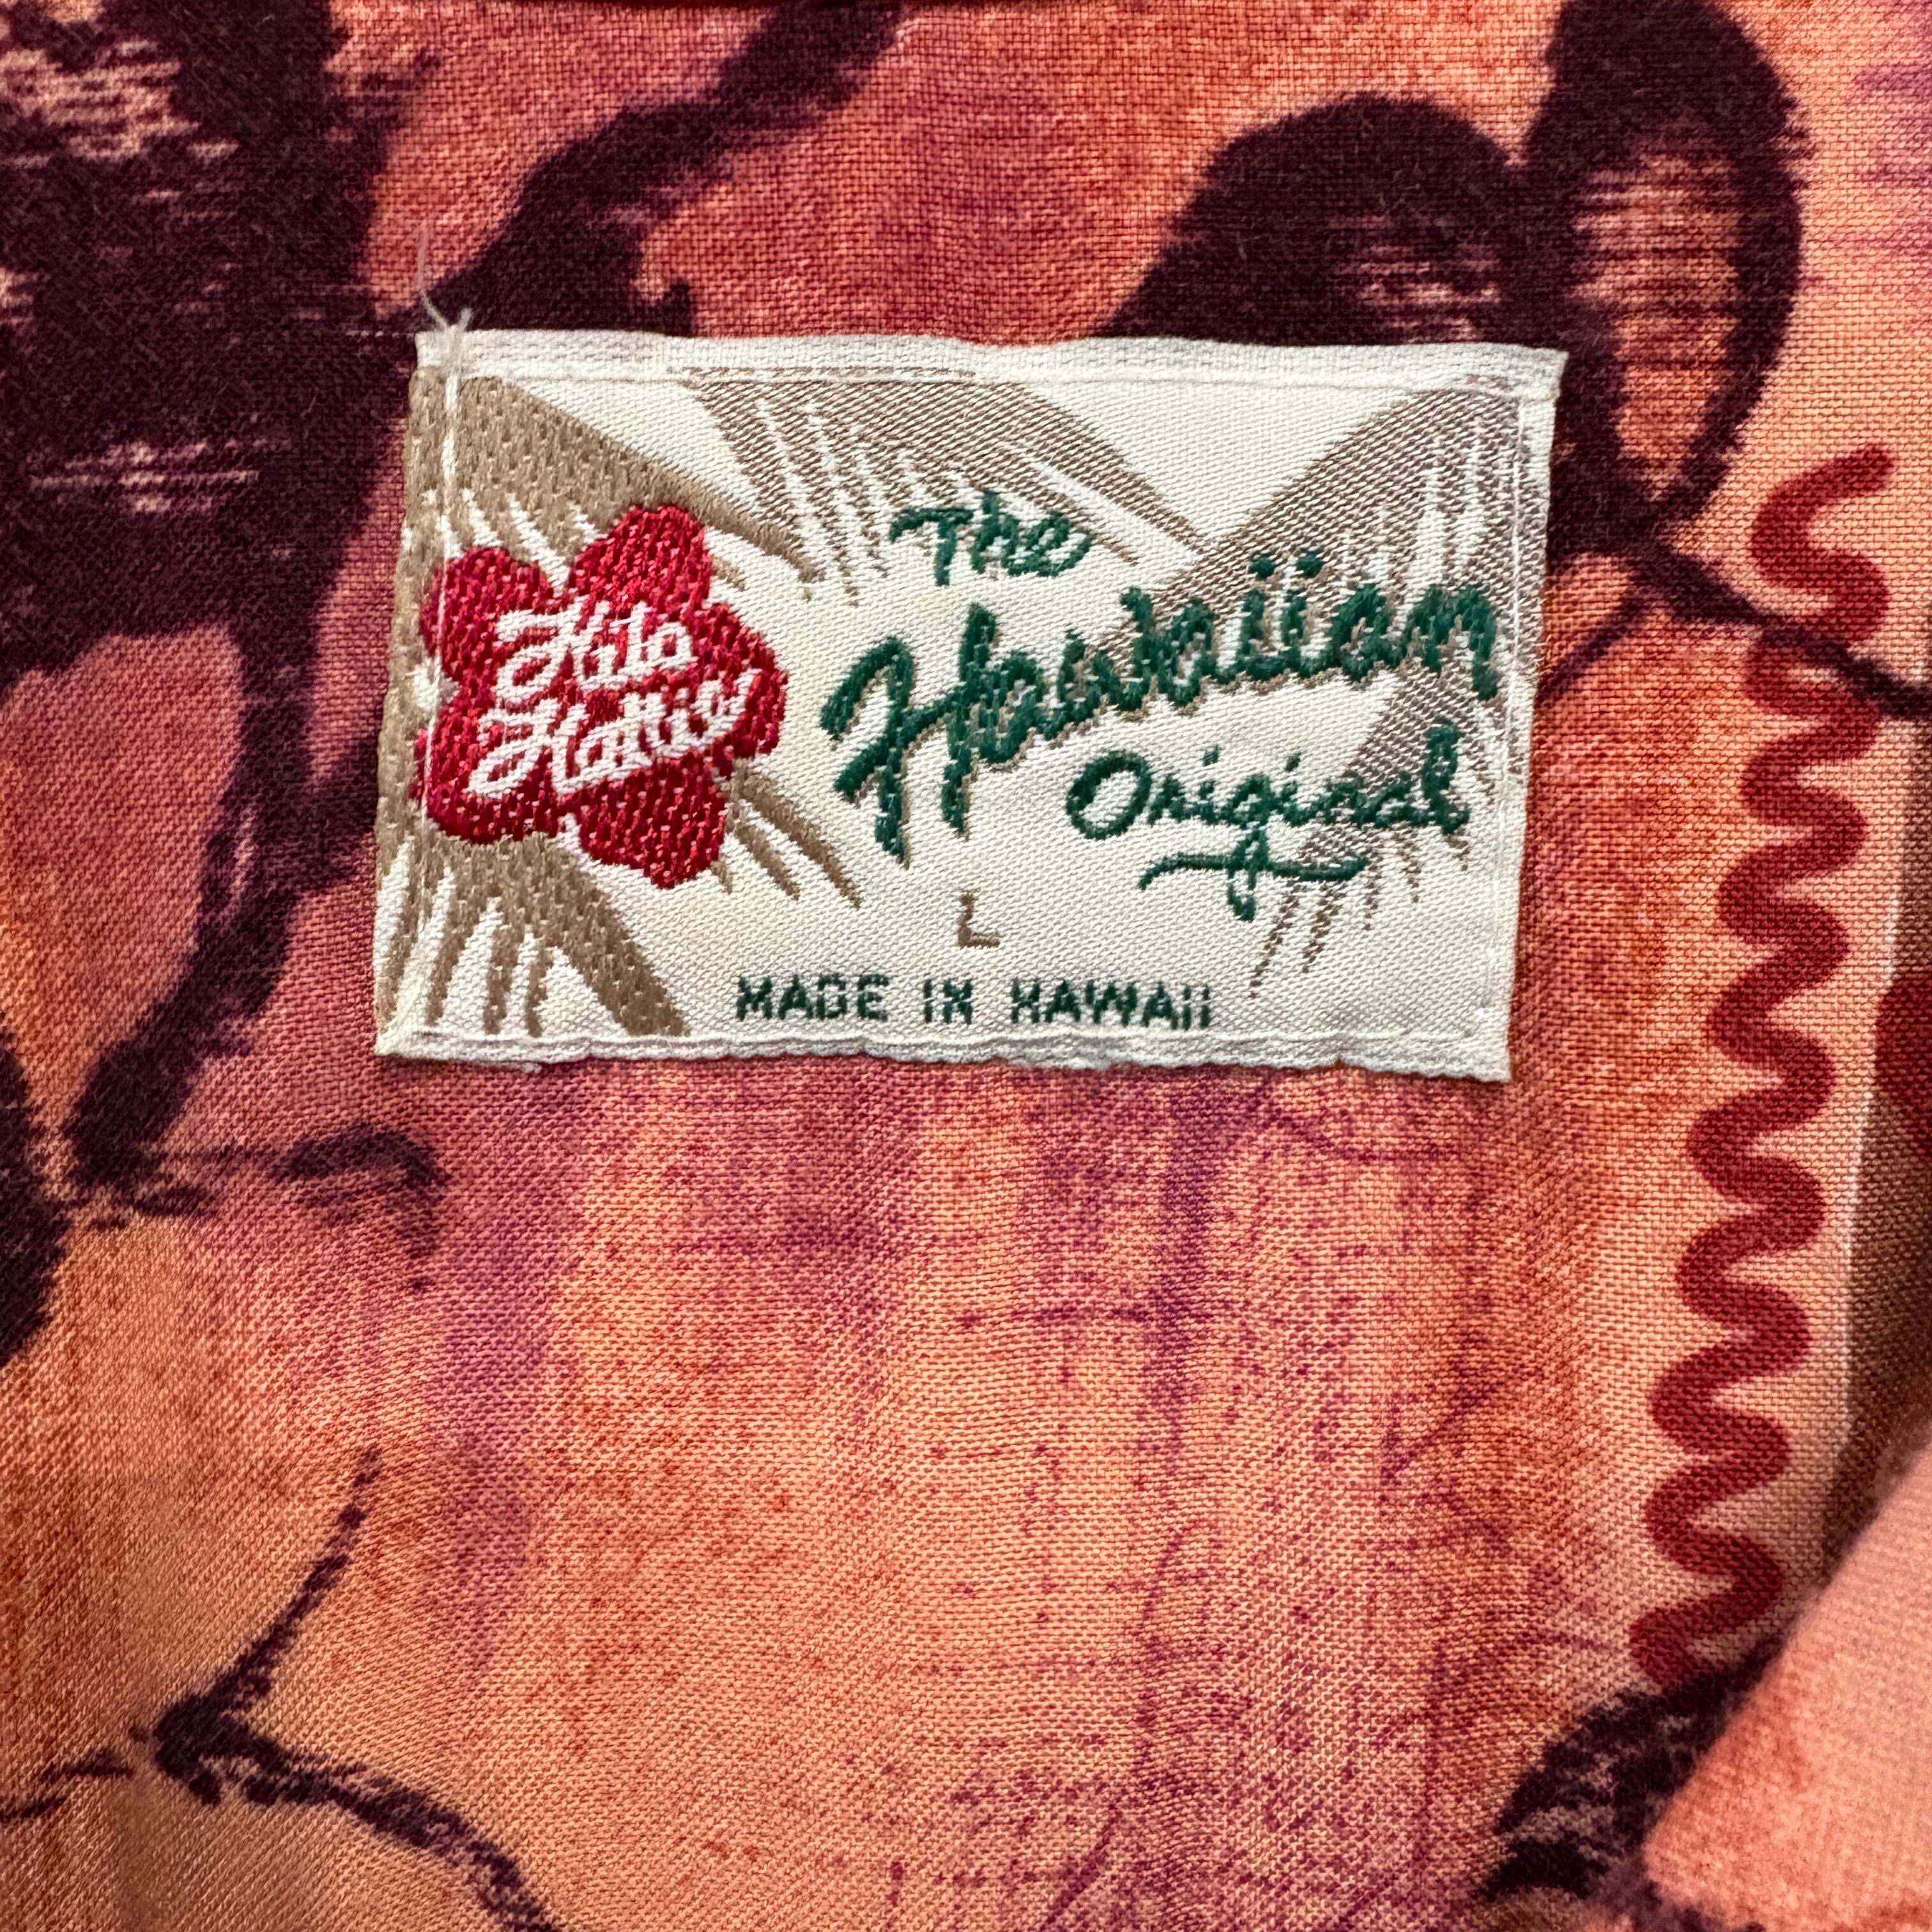 Hilo
Hattie
The
Hawaiian
Original
L
MADE IN HAWAII